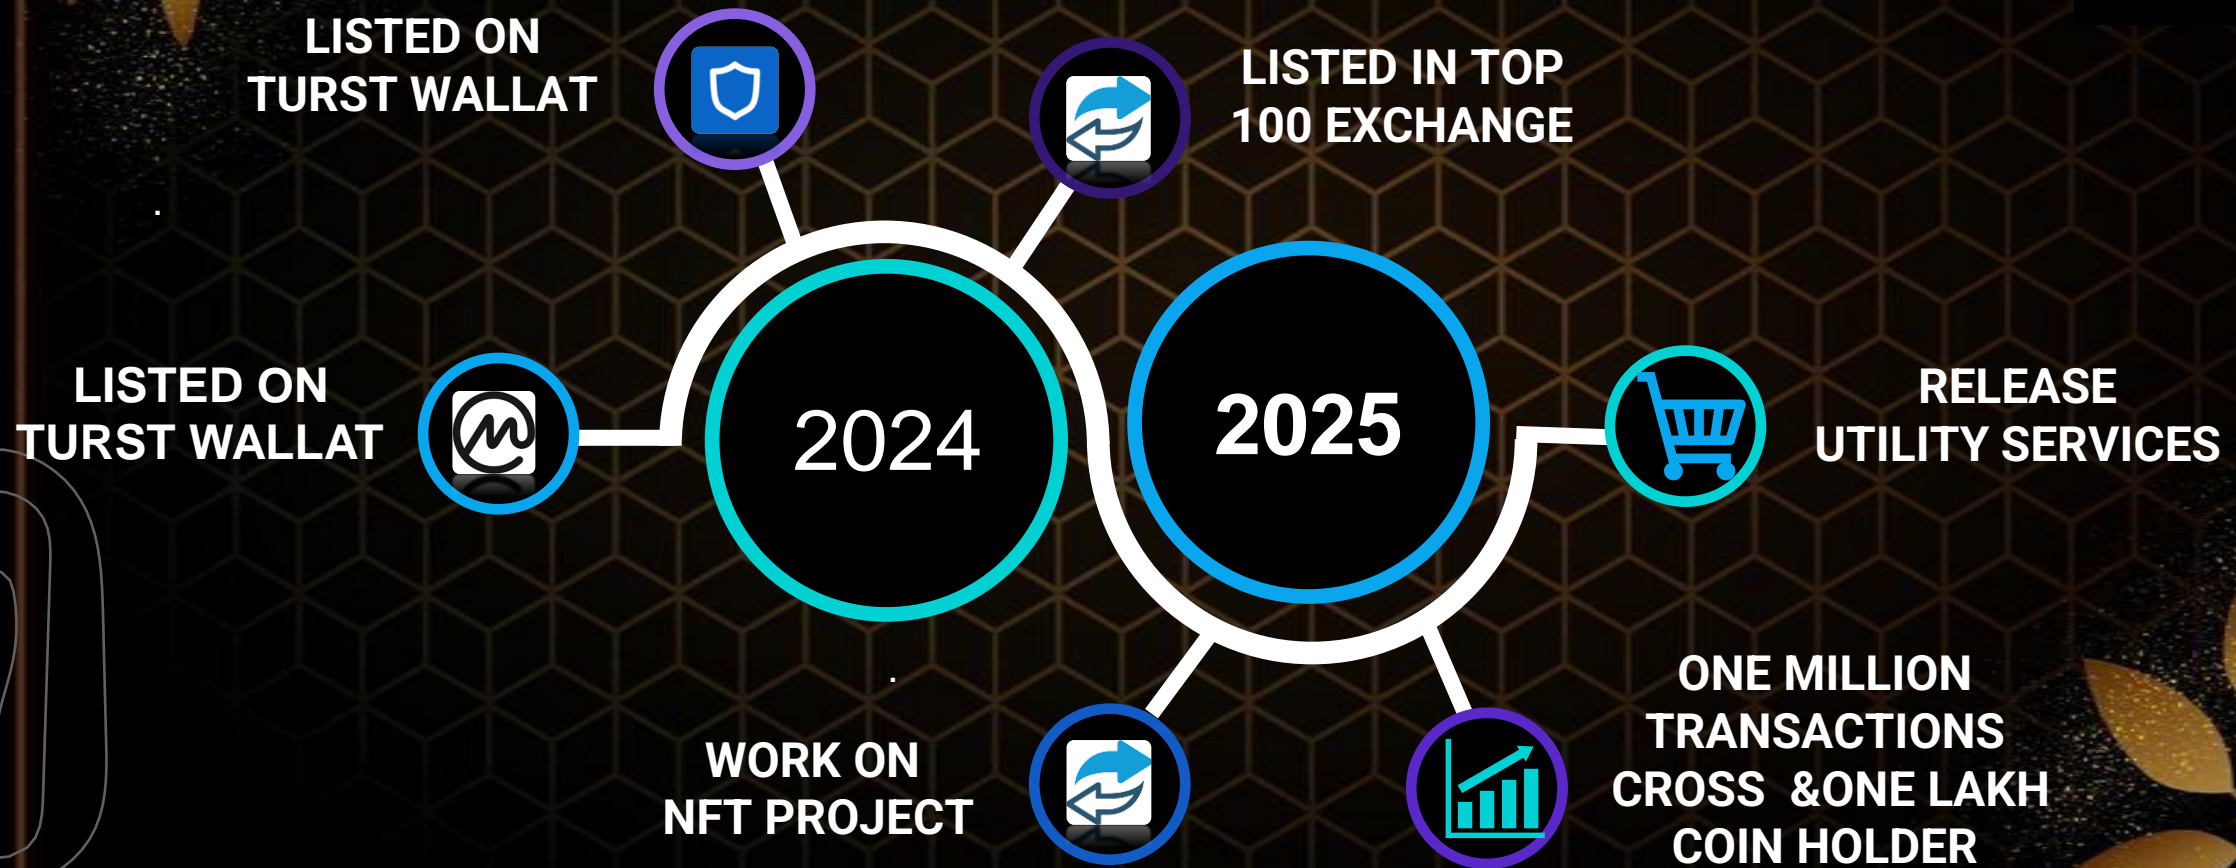 LISTED ON
TURST WALLAT
LISTED IN TOP
100 EXCHANGE
LISTED ON
TURST WALLAT
2024
2025
RELEASE
UTILITY SERVICES
WORK ON
NFT PROJECT
ONE MILLION
TRANSACTIONS
CROSS  &ONE LAKH
COIN HOLDER